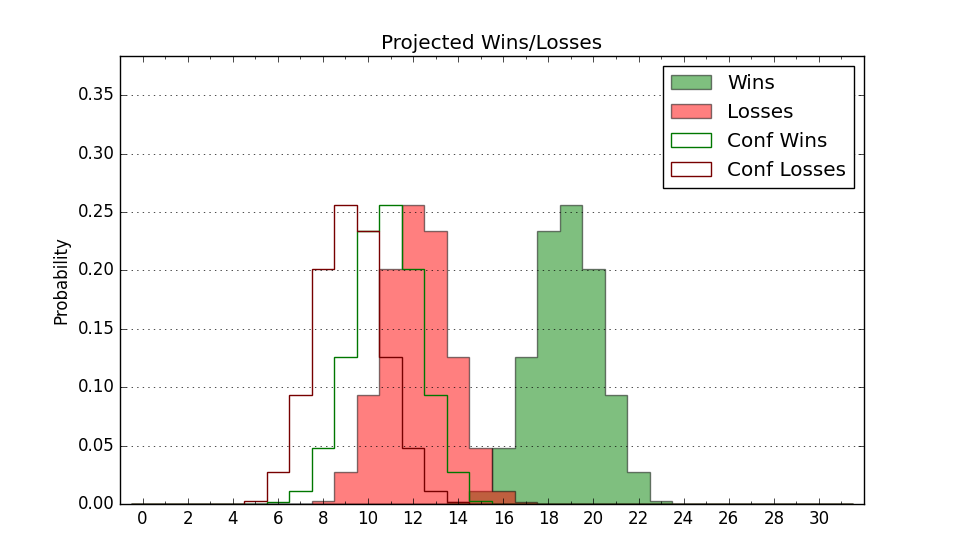 Projected Wins/Losses
Wins
Losses
Conf Wins
Conf Losses
Probability
0.35
0.30
0.25
0.20
0.15
0.10
0.05
0.00
0 2 4 6 8 10 12 14 16 18 20 22 24 26 28 30